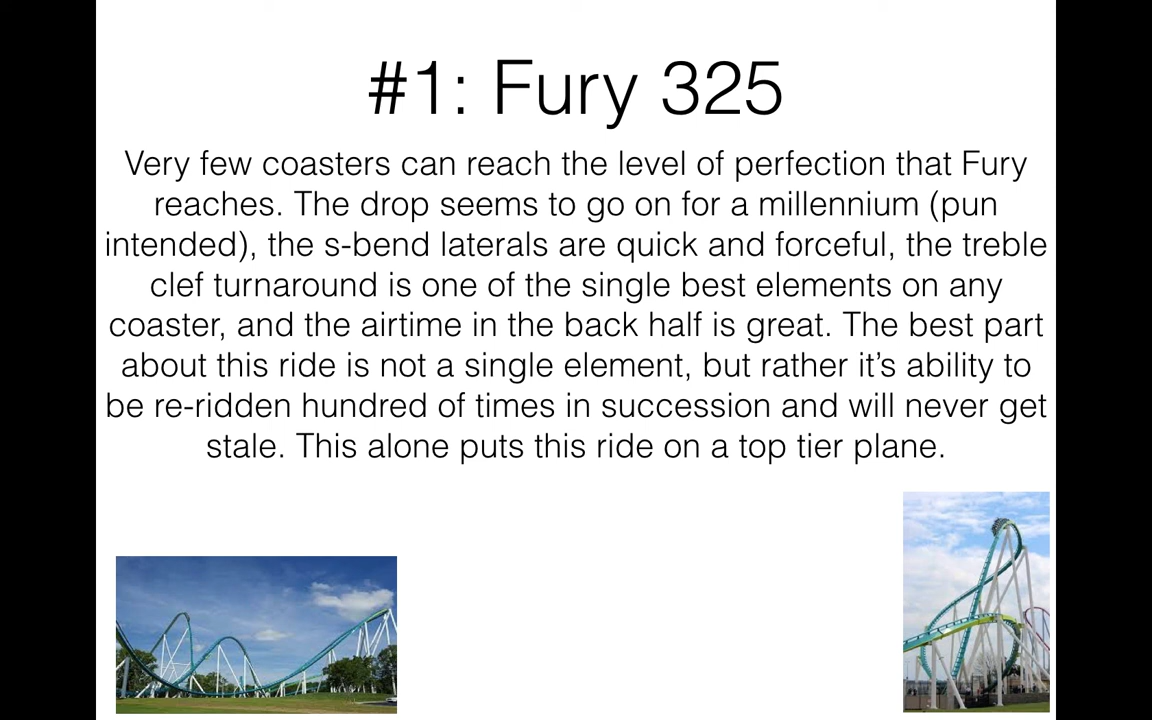 #1: Fury 325
Very few coasters can reach the level of perfection that Fury
reaches. The drop seems to go on for a millennium (pun
intended), the s-bend laterals are quick and forceful, the treble
clef turnaround is one of the single best elements on any
coaster, and the airtime in the back half is great. The best part
about this ride is not a single element, but rather it’s ability to
be re-ridden hundred of times in succession and will never get
stale. This alone puts this ride on a top tier plane.